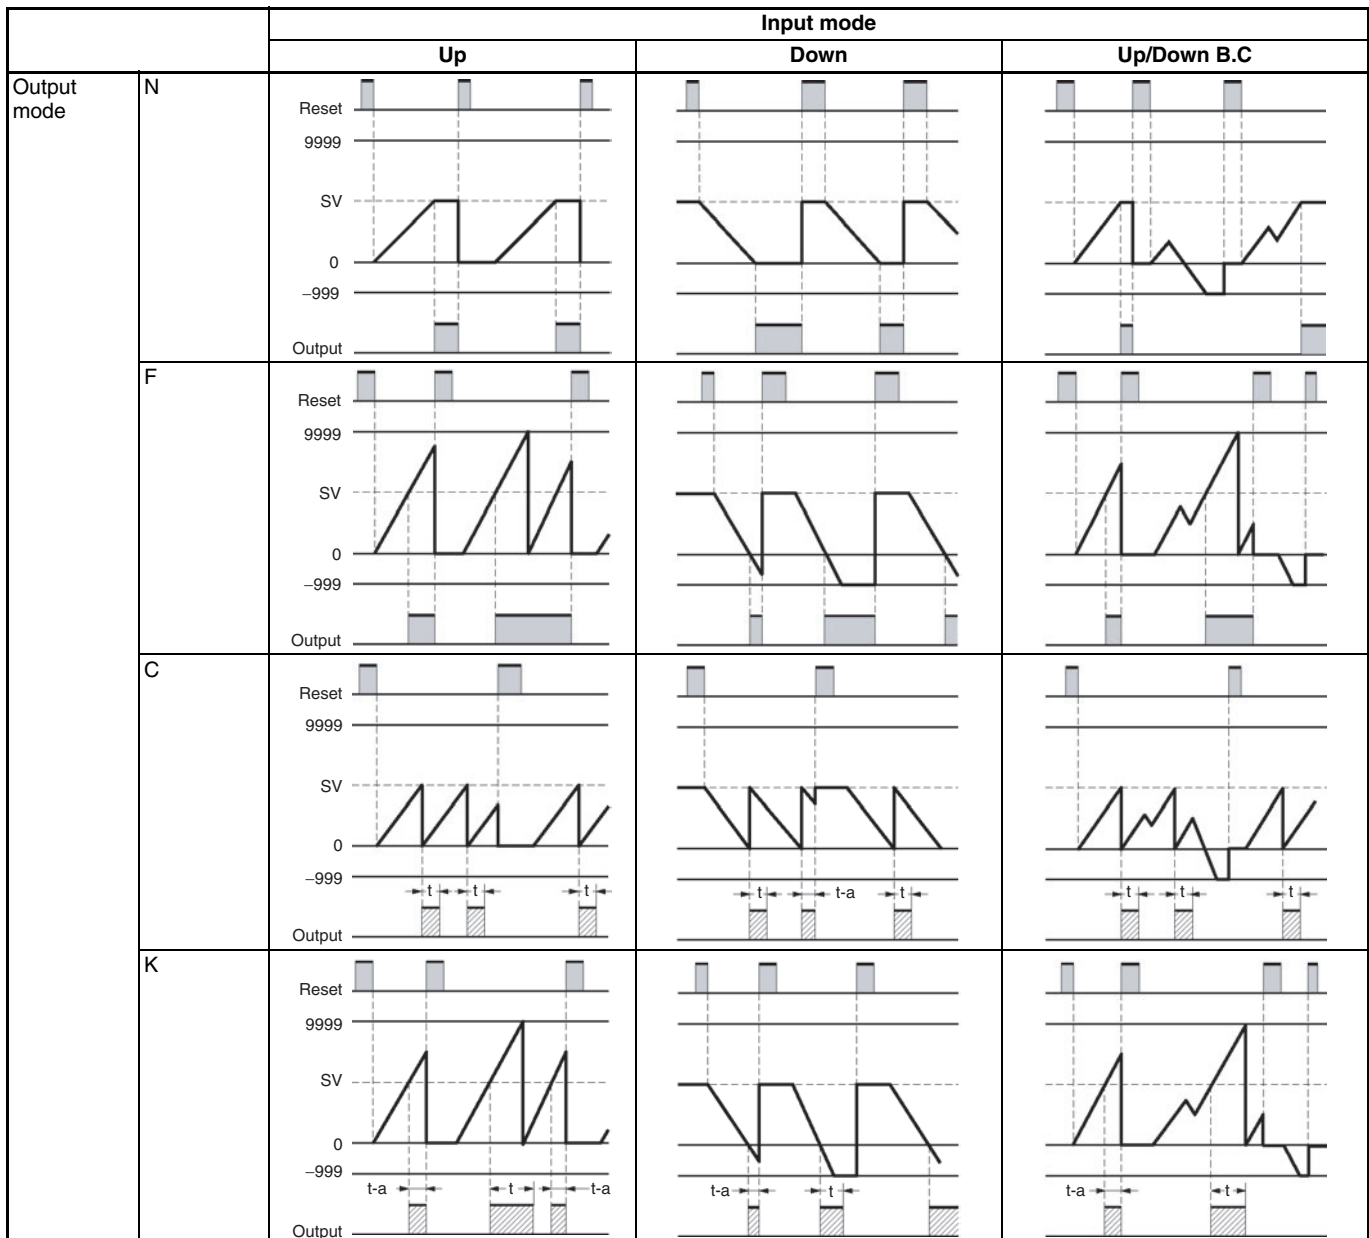 Input mode
Up Down Up/Down B.C
Output mode
N
Reset
9999
SV
0
−999
Output
F
Reset
9999
SV
0
−999
Output
C
Reset
9999
SV
0
−999
t t t t t-a t t t t
Output
K
Reset
9999
SV
0
−999
t-a t t-a t-a t t-a t
Output